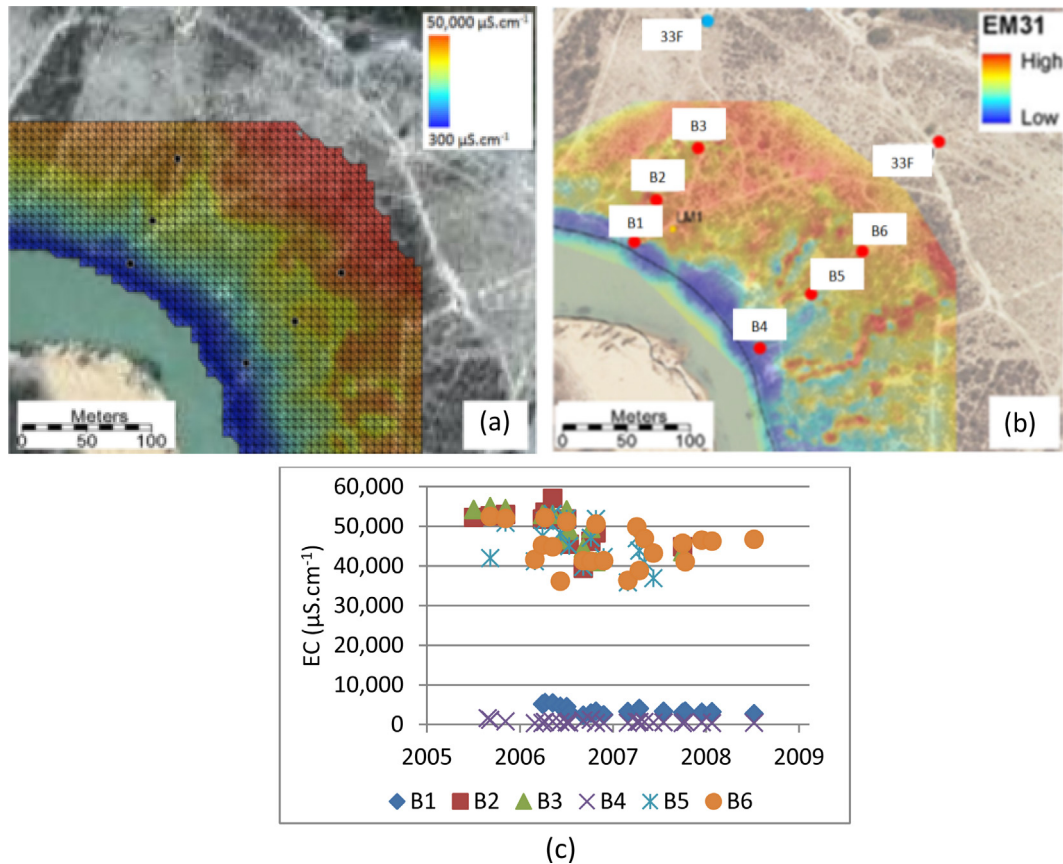 50,000 µS.cm⁻¹
300 µS.cm⁻¹
Meters
0 50 100
(a)
33F
EM31
High
Low
B3
33F
B2
LM1
B1
B6
B5
B4
Meters
0 50 100
(b)
60,000
50,000
40,000
30,000
20,000
10,000
0
EC (µS.cm⁻¹)
2005 2006 2007 2008 2009
B1 B2 B3 B4 B5 B6
(c)